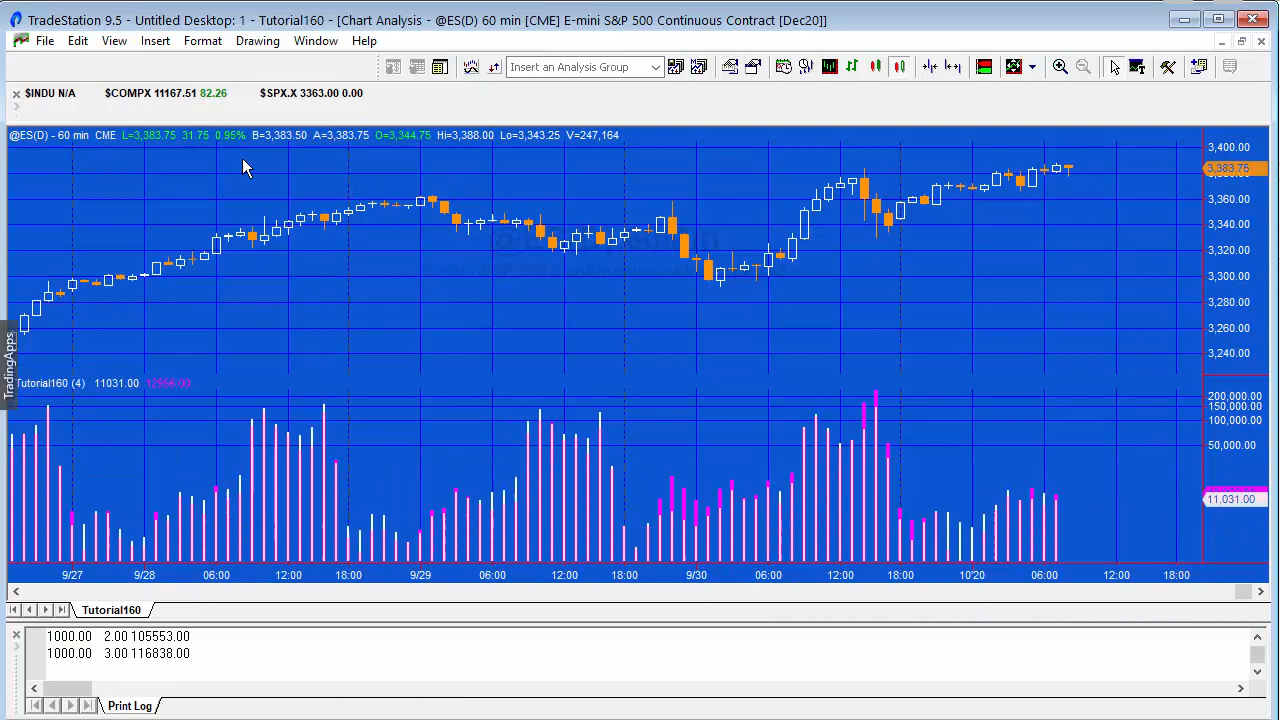 TradeStation 9.5 - Untitled Desktop: 1 - Tutorial160 - [Chart Analysis - @ES(D) 60 min [CME] E-mini S&P 500 Continuous Contract [Dec20]]
File Edit View Insert Format Drawing Window Help
Insert an Analysis Group
$INDU N/A $COMPX 11167.51 82.26 $SPX.X 3363.00 0.00
@ES(D) - 60 min CME L=3,383.75 31.75 0.95% B=3,383.50 A=3,383.75 O=3,344.75 Hi=3,388.00 Lo=3,343.25 V=247,164
3,400.00
3,383.75
3,360.00
3,340.00
3,320.00
3,300.00
3,280.00
3,260.00
3,240.00
TradingApps
Tutorial160 (4) 11031.00 12956.00
200,000.00
150,000.00
100,000.00
50,000.00
11,031.00
9/27 9/28 06:00 12:00 18:00 9/29 06:00 12:00 18:00 9/30 06:00 12:00 18:00 10/20 06:00 12:00 18:00
Tutorial160
1000.00 2.00 105553.00
1000.00 3.00 116838.00
Print Log